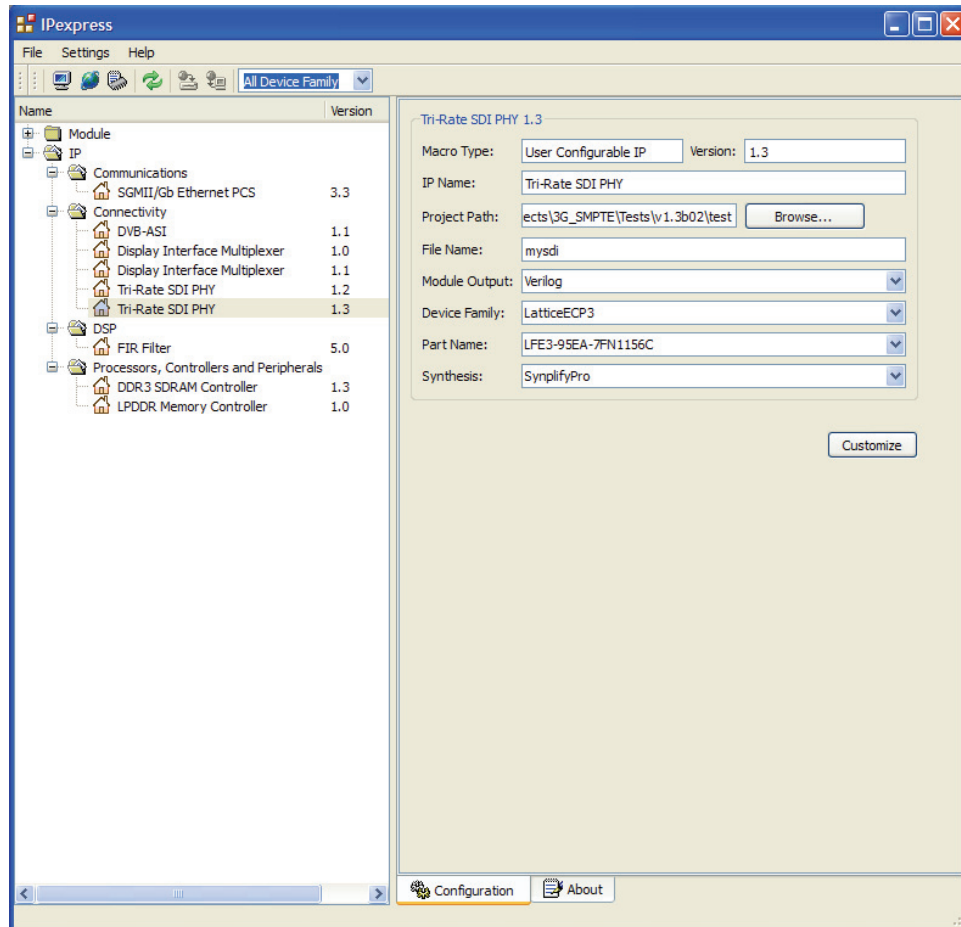 IPexpress
File Settings Help
All Device Family
Name Version
Module
IP
Communications
SGMII/Gb Ethernet PCS 3.3
Connectivity
DVB-ASI 1.1
Display Interface Multiplexer 1.0
Display Interface Multiplexer 1.1
Tri-Rate SDI PHY 1.2
Tri-Rate SDI PHY 1.3
DSP
FIR Filter 5.0
Processors, Controllers and Peripherals
DDR3 SDRAM Controller 1.3
LPDDR Memory Controller 1.0
Tri-Rate SDI PHY 1.3
Macro Type: User Configurable IP Version: 1.3
IP Name: Tri-Rate SDI PHY
Project Path: ects\3G_SMPTE\Tests\v1.3b02\test Browse...
File Name: mysdi
Module Output: Verilog
Device Family: LatticeECP3
Part Name: LFE3-95EA-7FN1156C
Synthesis: SynplifyPro
Customize
Configuration About